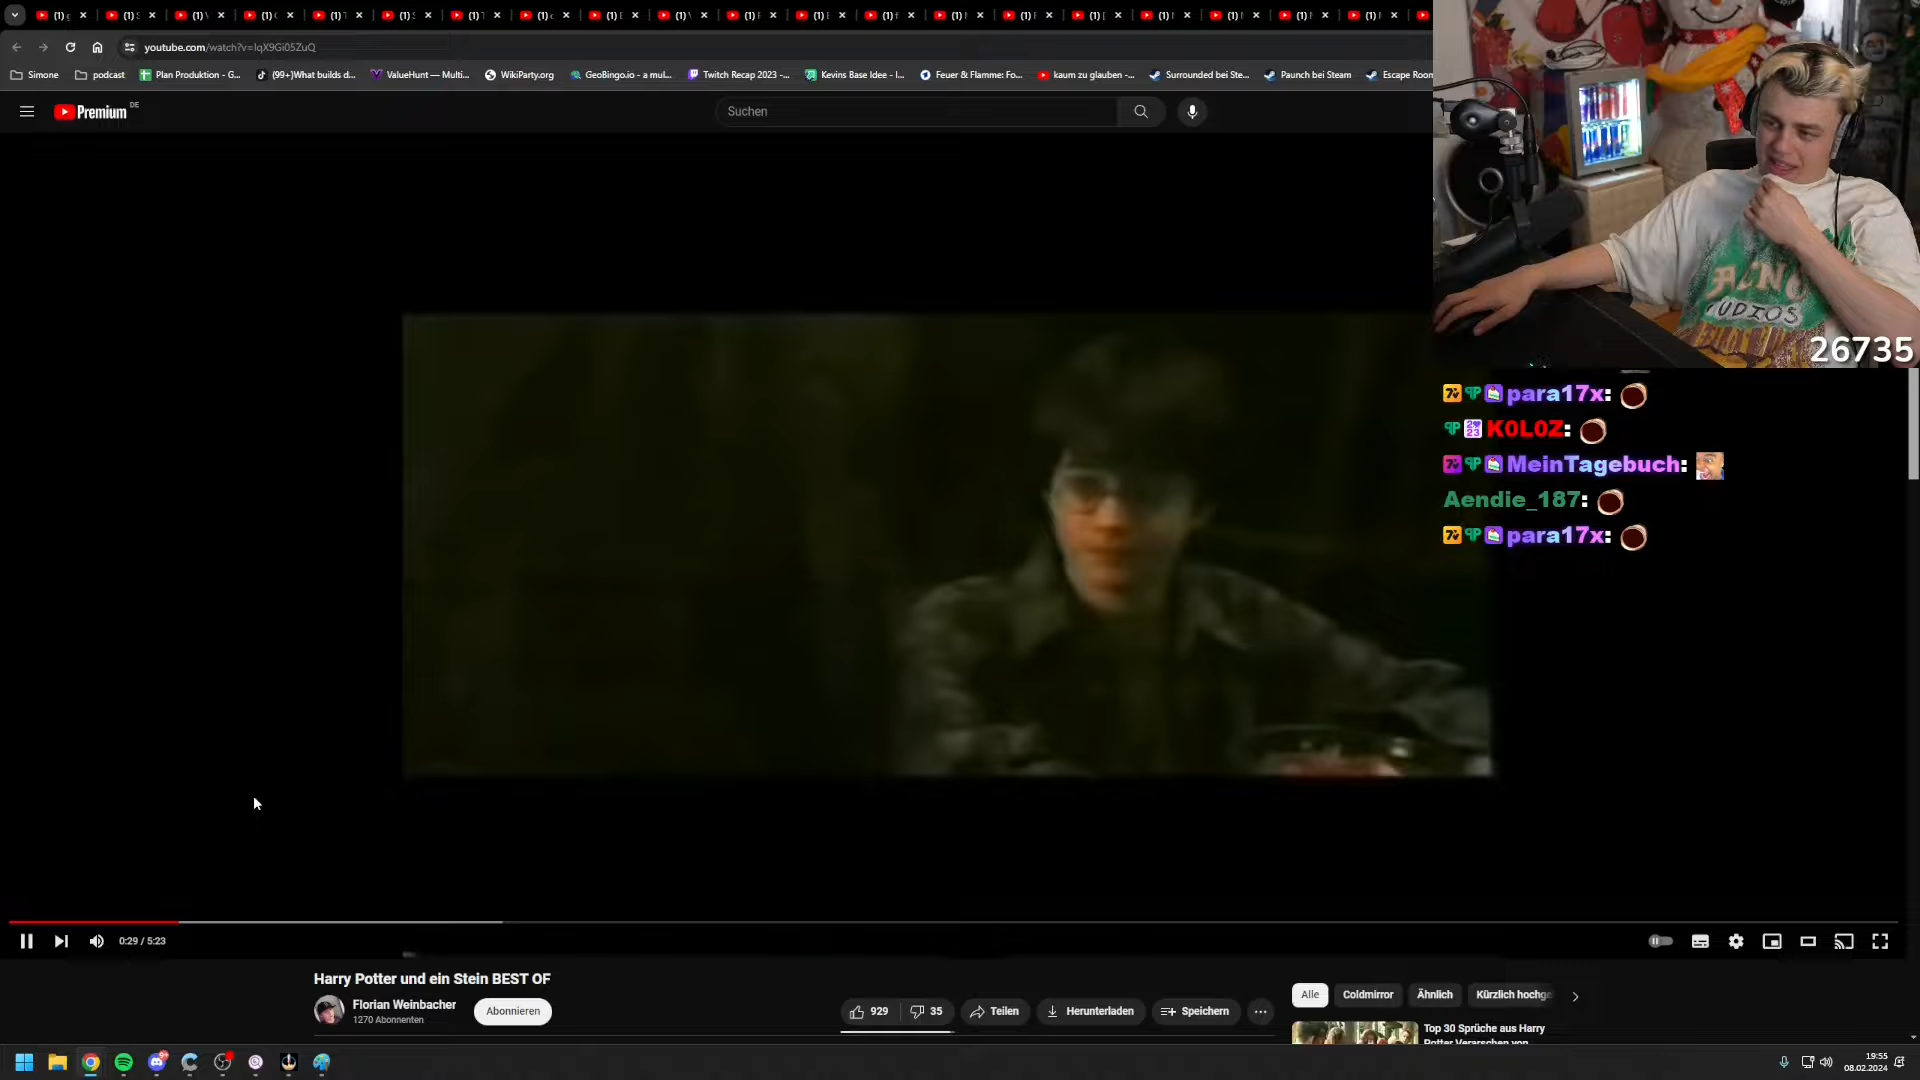 youtube.com/watch?v=IqX9Gi05ZuQ
Simone
podcast
Plan Produktion - G...
(99+)What builds d...
ValueHunt — Multi...
WikiParty.org
GeoBingo.io - a mul...
Twitch Recap 2023 -...
Kevins Base Idee - I...
Feuer & Flamme: Fo...
kaum zu glauben -...
Surrounded bei Ste...
Paunch bei Steam
Escape Room
Premium DE
Suchen
26735
para17x:
K0L0Z:
MeinTagebuch:
Aendie_187:
para17x:
0:29 / 5:23
Harry Potter und ein Stein BEST OF
Florian Weinbacher
1270 Abonnenten
Abonnieren
929
35
Teilen
Herunterladen
Speichern
Alle
Coldmirror
Ähnlich
Kürzlich hochge
Top 30 Sprüche aus Harry
Potter Verarschen von
19:55
08.02.2024